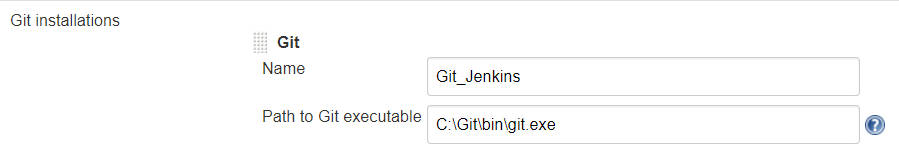 Git installations
Git
Name
Git_Jenkins
Path to Git executable
C:\Git\bin\git.exe
?